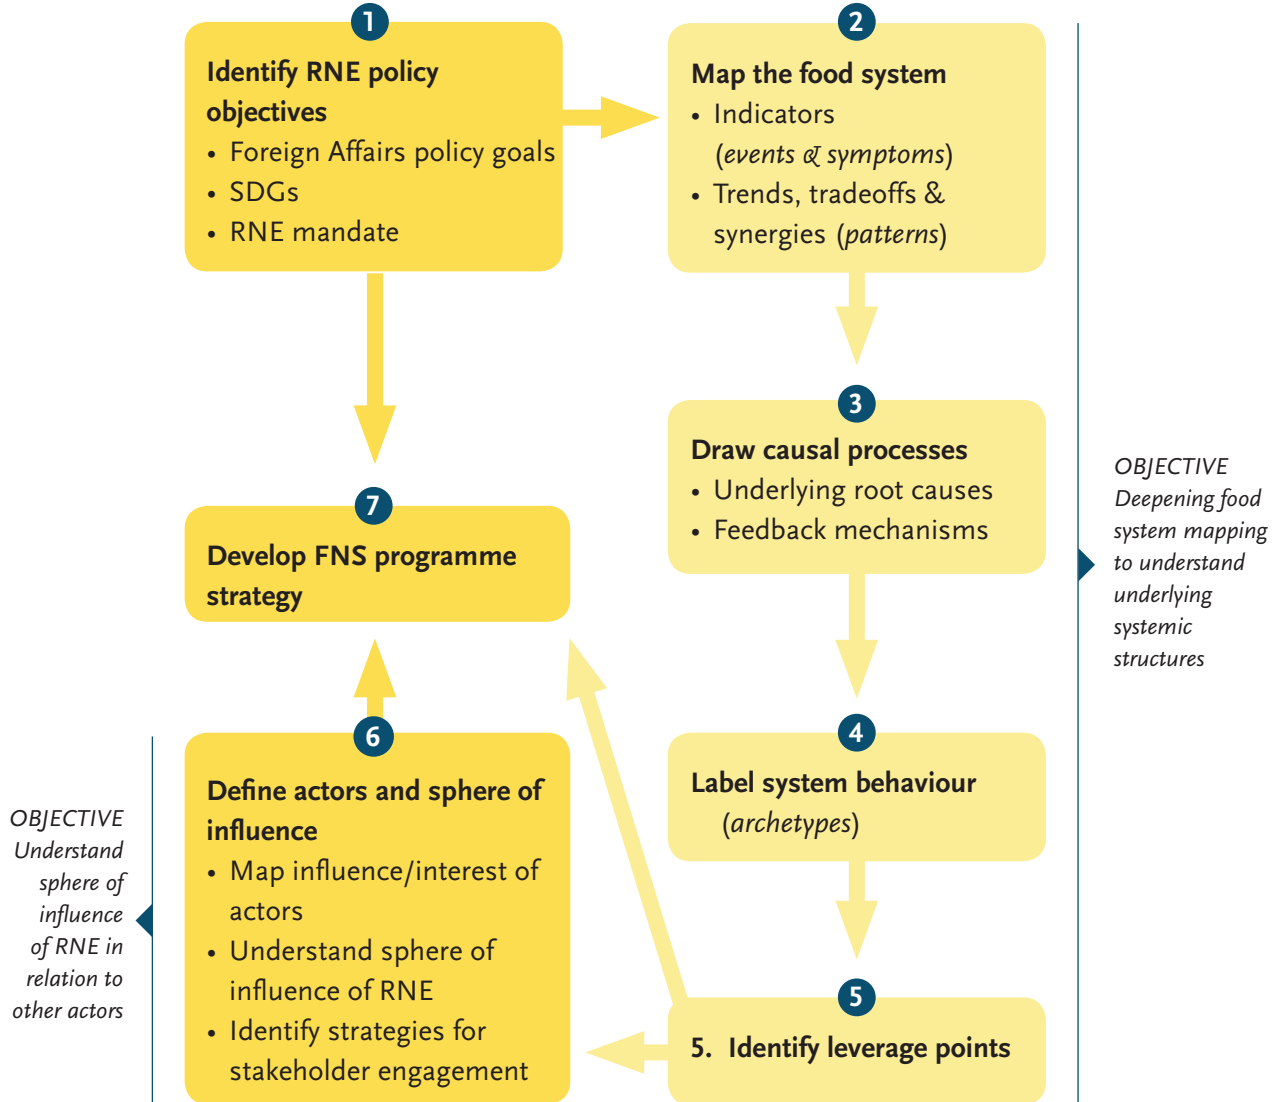 1
Identify RNE policy
objectives
• Foreign Affairs policy goals
• SDGs
• RNE mandate
2
Map the food system
• Indicators
(events & symptoms)
• Trends, tradeoffs &
synergies (patterns)
3
Draw causal processes
• Underlying root causes
• Feedback mechanisms
OBJECTIVE
Deepening food
system mapping
to understand
underlying
systemic
structures
4
Label system behaviour
(archetypes)
5
5. Identify leverage points
6
Define actors and sphere of
influence
• Map influence/interest of
actors
• Understand sphere of
influence of RNE
• Identify strategies for
stakeholder engagement
OBJECTIVE
Understand
sphere of
influence
of RNE in
relation to
other actors
7
Develop FNS programme
strategy